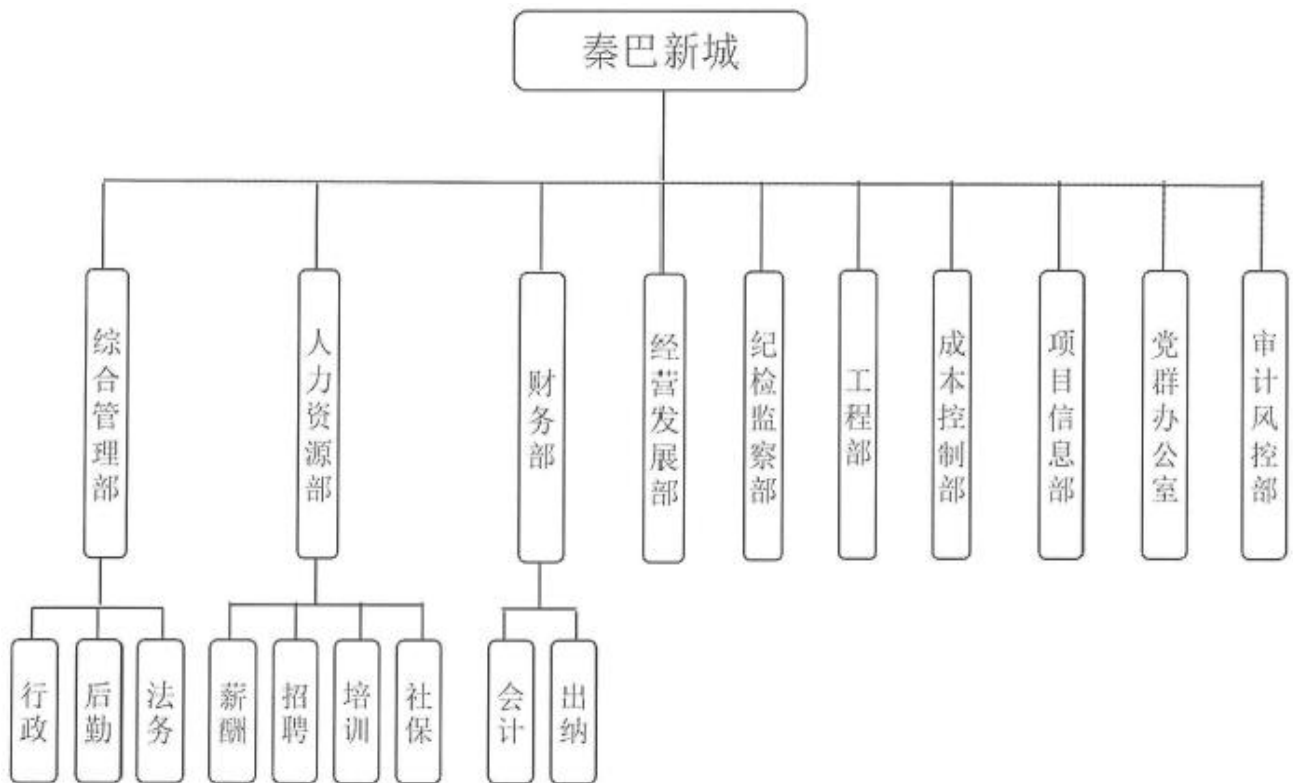 秦巴新城
综合管理部
人力资源部
财务部
经营发展部
纪检监察部
工程部
成本控制部
项目信息部
党群办公室
审计风控部
行政
后勤
法务
薪酬
招聘
培训
社保
会计
出纳